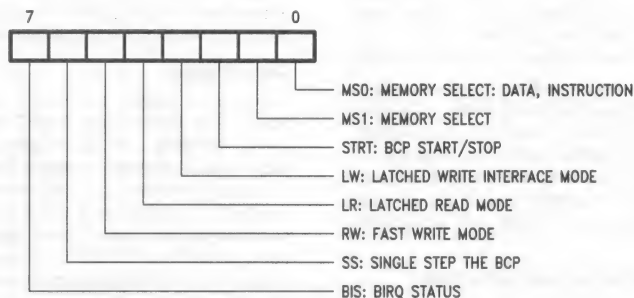 7 0
MS0: MEMORY SELECT: DATA, INSTRUCTION
MS1: MEMORY SELECT
STRT: BCP START/STOP
LW: LATCHED WRITE INTERFACE MODE
LR: LATCHED READ MODE
RW: FAST WRITE MODE
SS: SINGLE STEP THE BCP
BIS: BIRQ STATUS